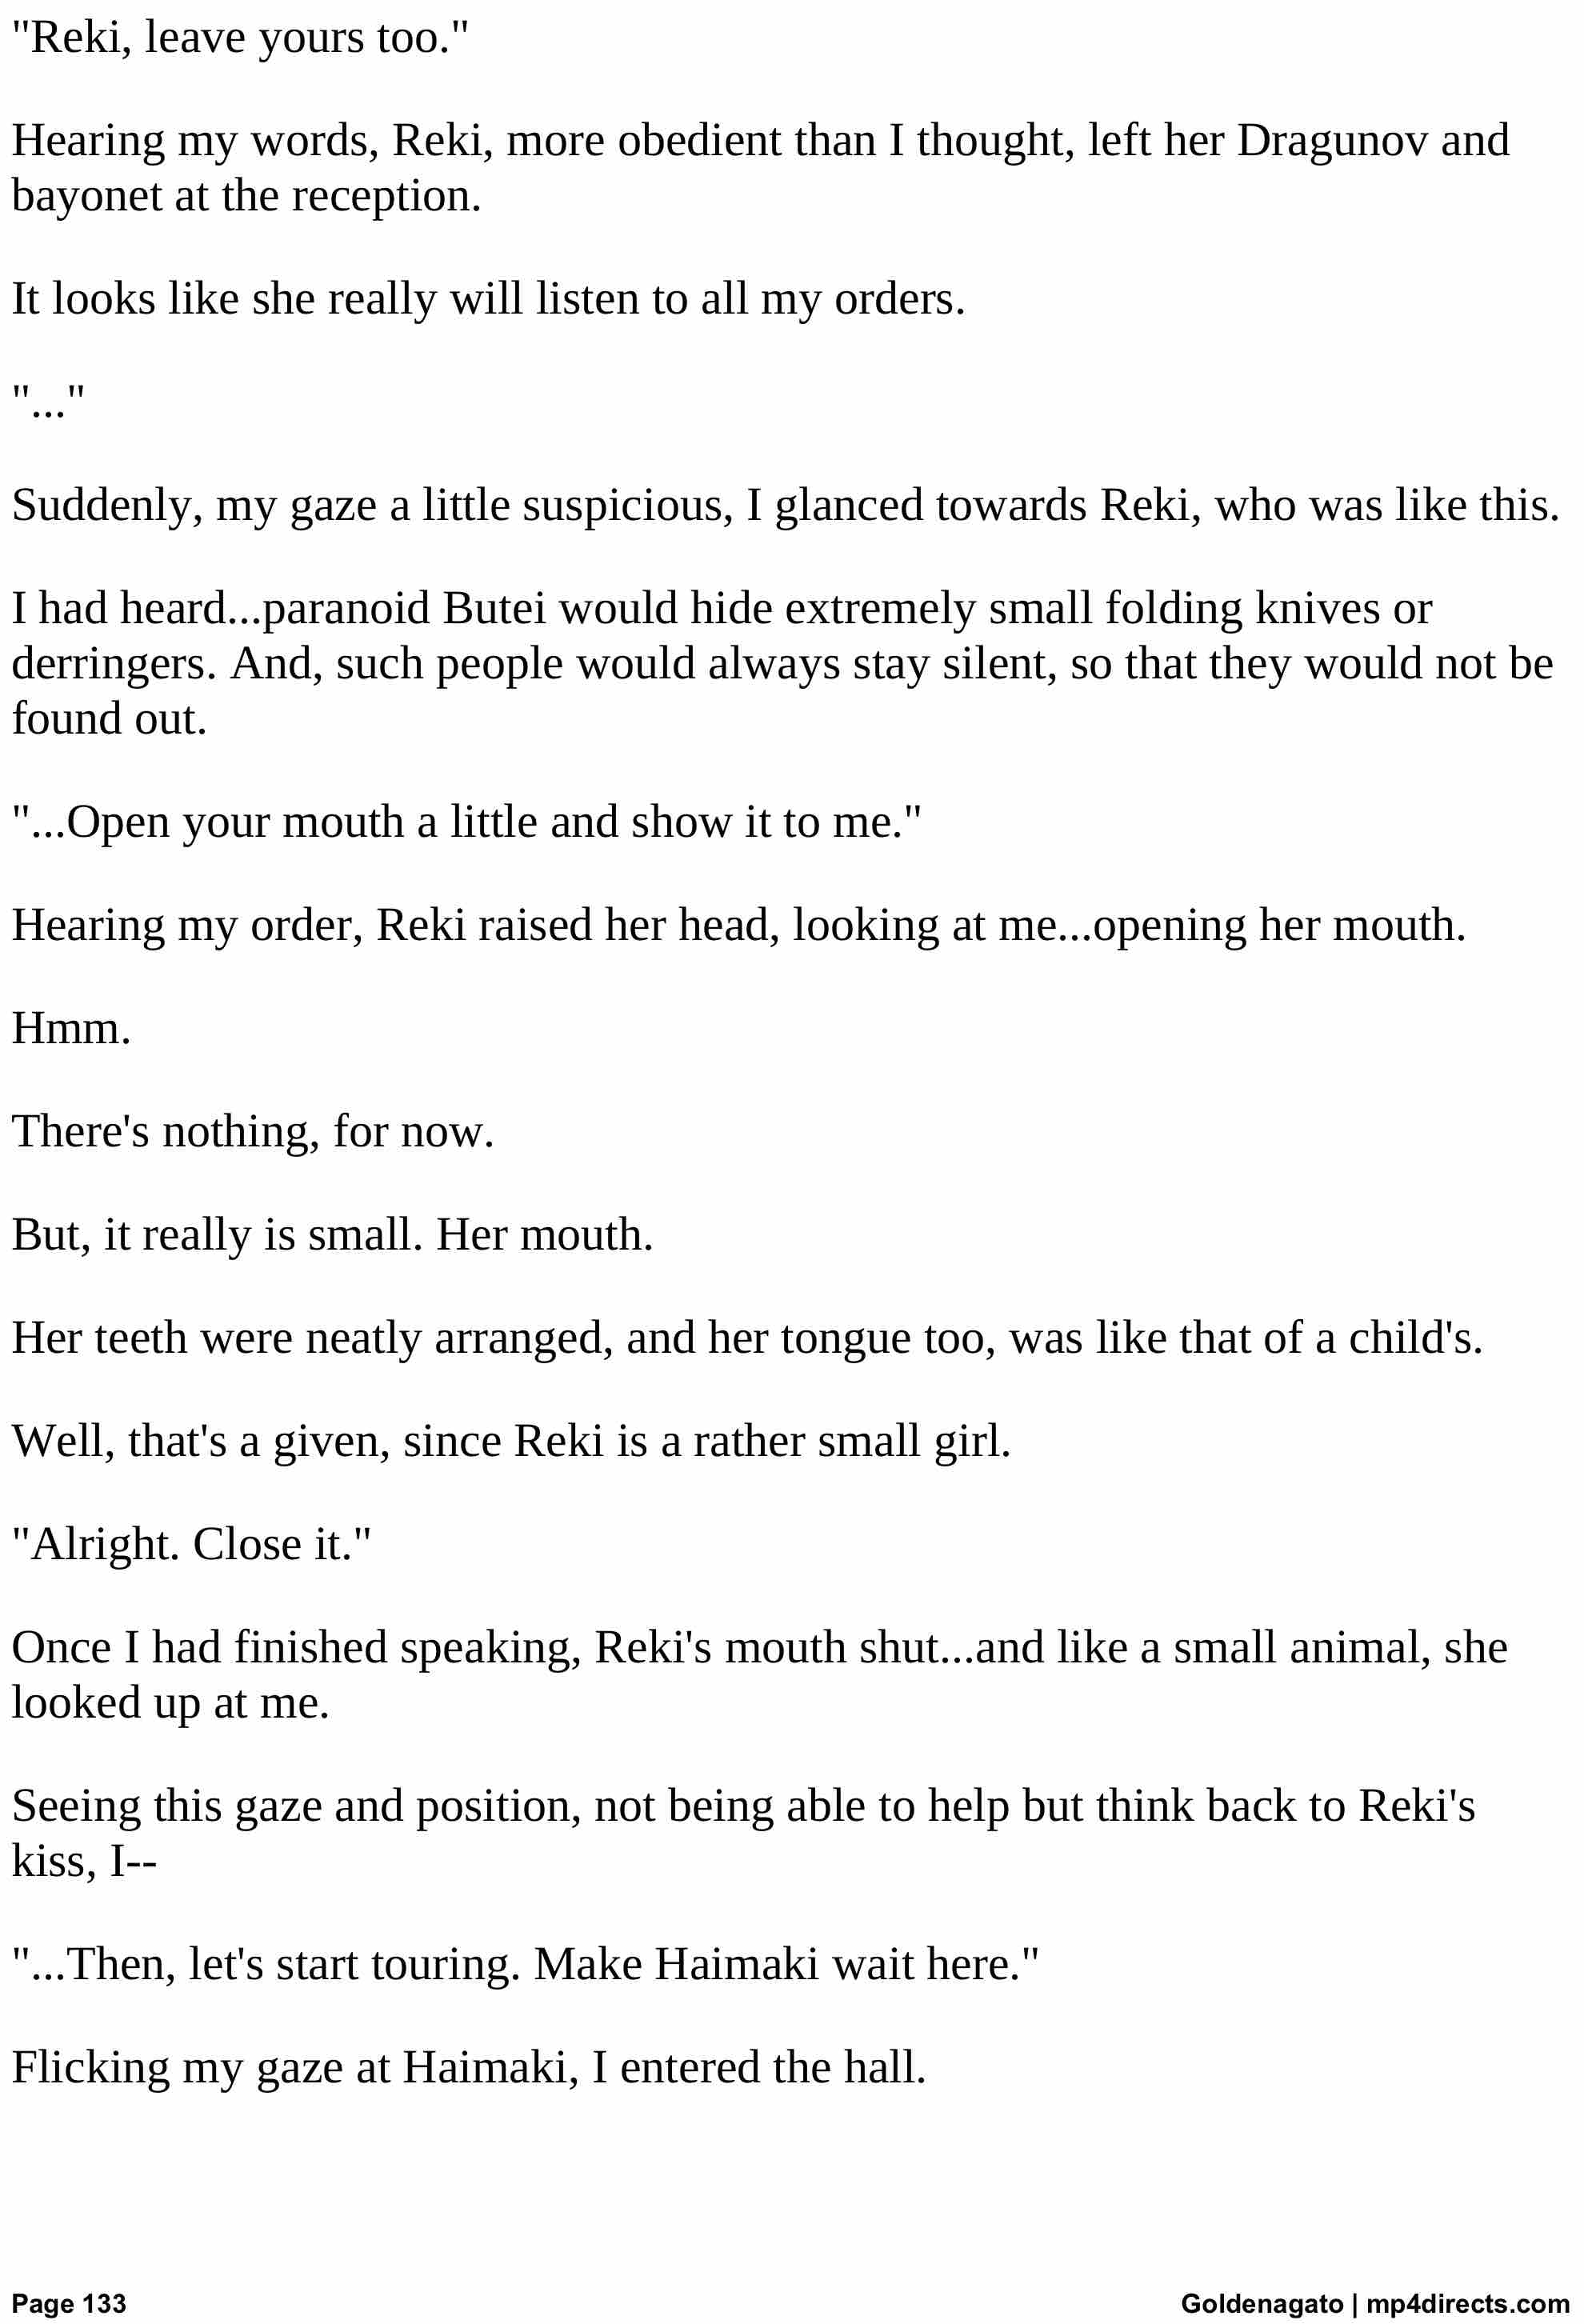 "Reki, leave yours too."
Hearing my words, Reki, more obedient than I thought, left her Dragunov and
bayonet at the reception.
It looks like she really will listen to all my orders.
"..."
Suddenly, my gaze a little suspicious, I glanced towards Reki, who was like this.
I had heard...paranoid Butei would hide extremely small folding knives or
derringers. And, such people would always stay silent, so that they would not be
found out.
"...Open your mouth a little and show it to me."
Hearing my order, Reki raised her head, looking at me...opening her mouth.
Hmm.
There's nothing, for now.
But, it really is small. Her mouth.
Her teeth were neatly arranged, and her tongue too, was like that of a child's.
Well, that's a given, since Reki is a rather small girl.
"Alright. Close it."
Once I had finished speaking, Reki's mouth shut...and like a small animal, she
looked up at me.
Seeing this gaze and position, not being able to help but think back to Reki's
kiss, I--
"...Then, let's start touring. Make Haimaki wait here."
Flicking my gaze at Haimaki, I entered the hall.
Page 133
Goldenagato | mp4directs.com